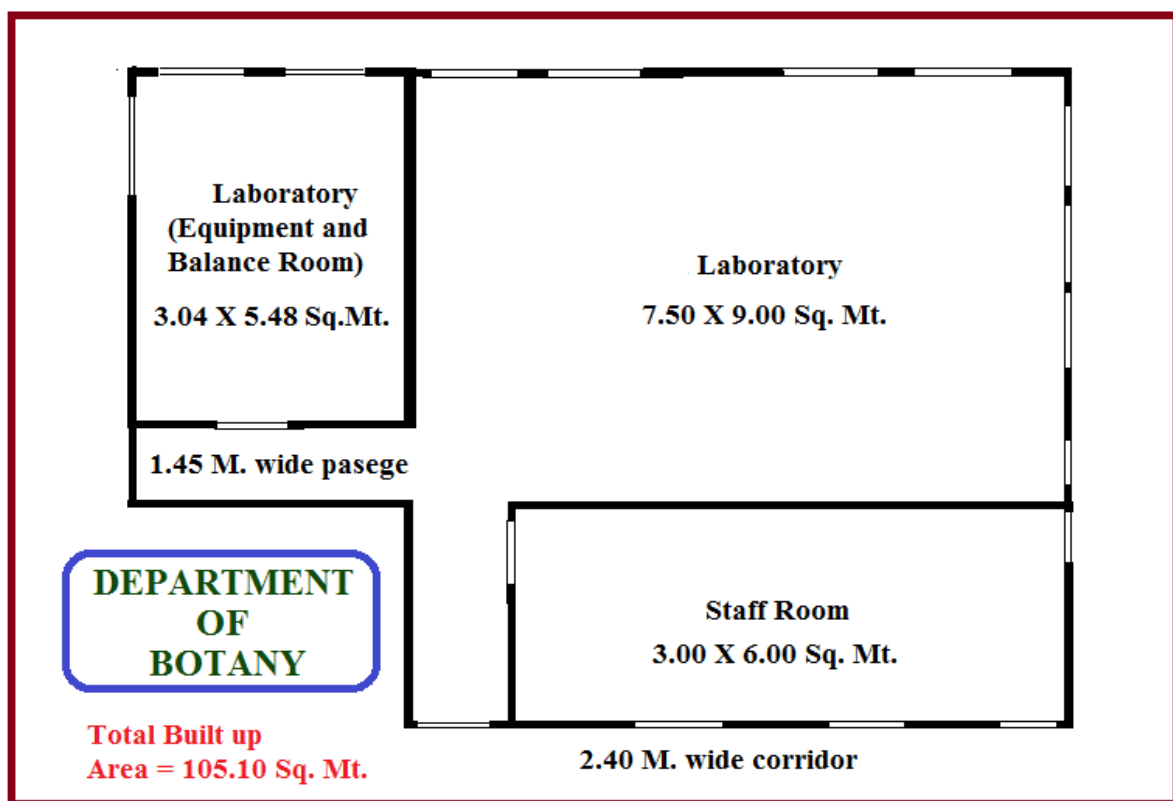 Laboratory
(Equipment and
Balance Room)
3.04 X 5.48 Sq.Mt.
Laboratory
7.50 X 9.00 Sq. Mt.
1.45 M. wide pasege
DEPARTMENT
OF
BOTANY
Staff Room
3.00 X 6.00 Sq. Mt.
Total Built up
Area = 105.10 Sq. Mt.
2.40 M. wide corridor